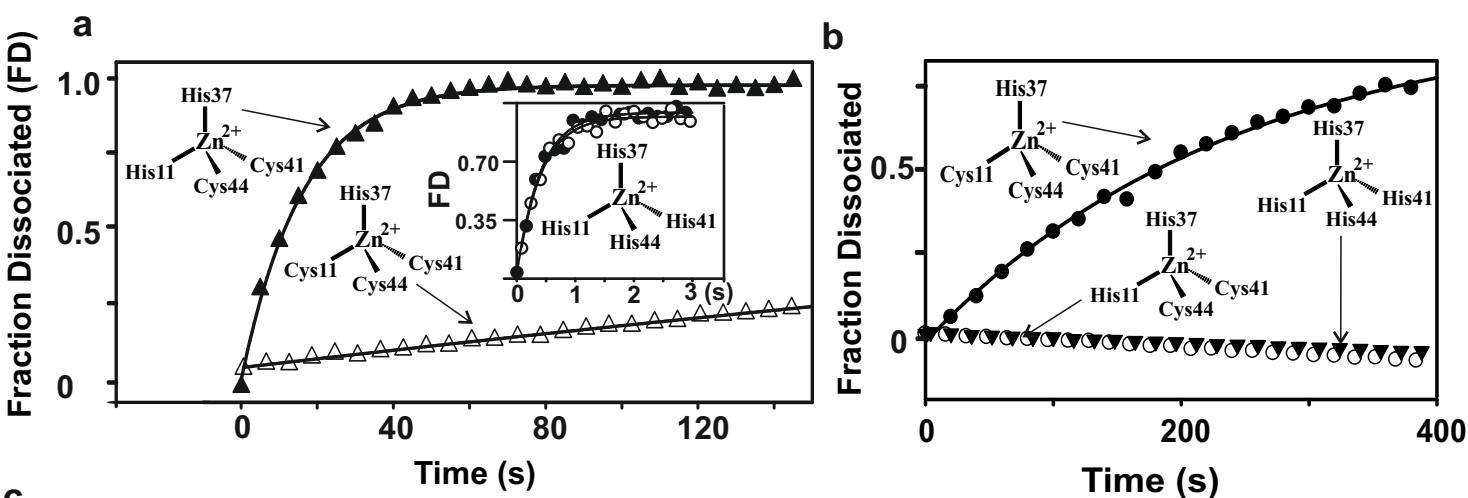 a
Fraction Dissociated (FD)
1.0
0.5
0
His37
Zn2+
His11
Cys41
Cys44
His37
Zn2+
Cys11
Cys41
Cys44
FD
0.70
0.35
His37
Zn2+
His11
His41
His44
0 1 2 3 (s)
0 40 80 120
Time (s)
b
Fraction Dissociated
0.5
0
His37
Zn2+
Cys11
Cys41
Cys44
His37
Zn2+
His11
His41
His44
His37
Zn2+
His11
Cys41
Cys44
0 200 400
Time (s)
c